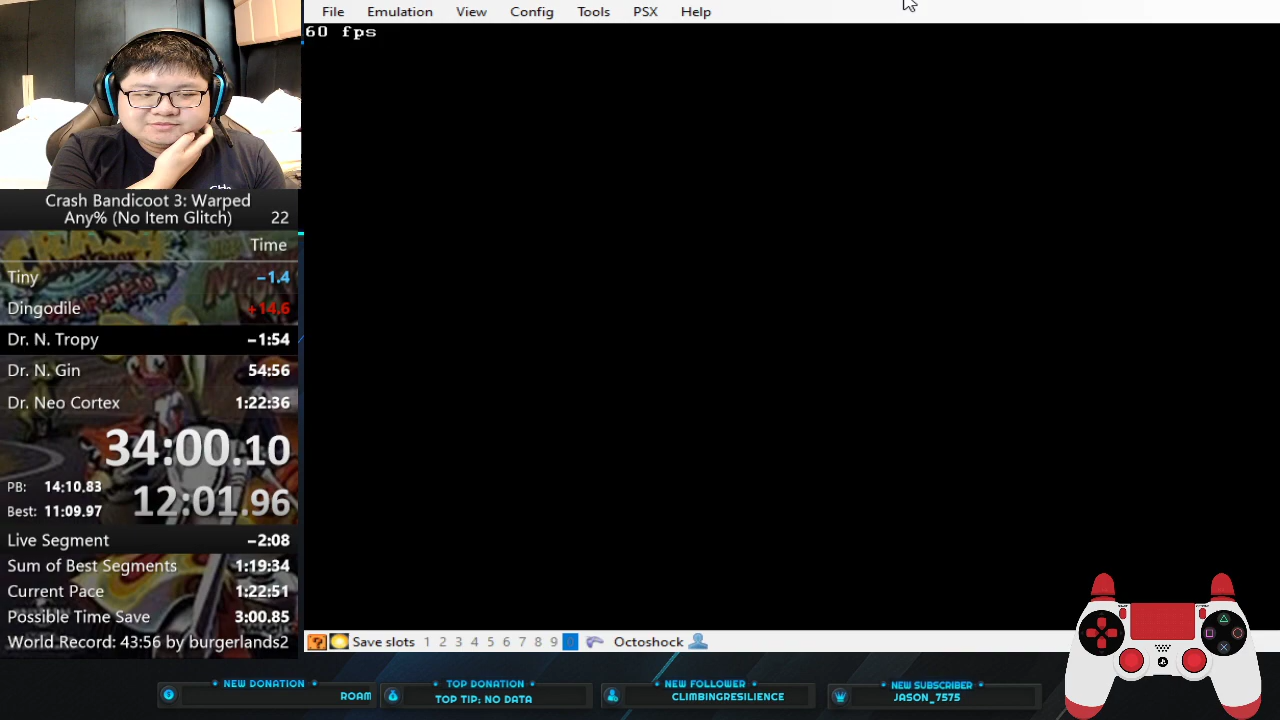 File Emulation View Config Tools PSX Help
60 fps
Crash Bandicoot 3: Warped
Any% (No Item Glitch) 22
Time
Tiny −1.4
Dingodile +14.6
Dr. N. Tropy −1:54
Dr. N. Gin 54:56
Dr. Neo Cortex 1:22:36
34:00.10
PB: 14:10.83
12:01.96
Best: 11:09.97
Live Segment −2:08
Sum of Best Segments 1:19:34
Current Pace 1:22:51
Possible Time Save 3:00.85
World Record: 43:56 by burgerlands2
Save slots 1 2 3 4 5 6 7 8 9 0 Octoshock
NEW DONATION
ROAM
TOP DONATION
TOP TIP: NO DATA
NEW FOLLOWER
CLIMBINGRESILIENCE
NEW SUBSCRIBER
JASON_7575